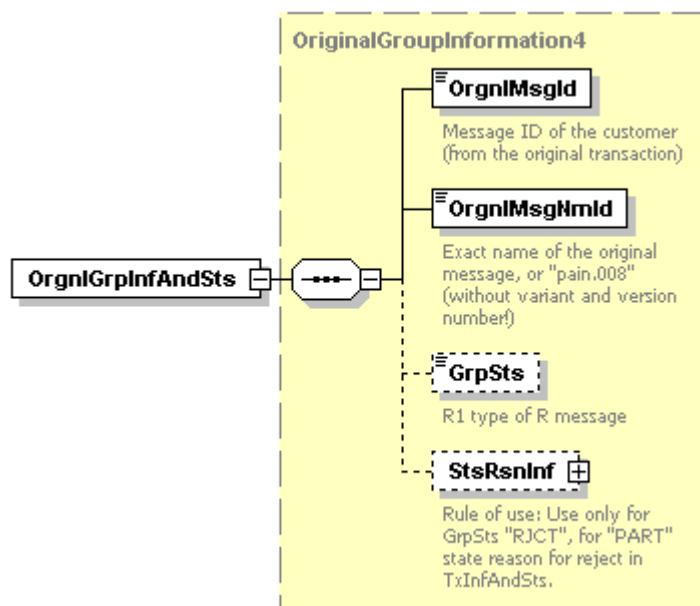 OriginalGroupInformation4
OrgnlMsgId
Message ID of the customer
(from the original transaction)
OrgnlMsgNmId
Exact name of the original
message, or "pain.008"
(without variant and version
number!)
OrgnlGrpInfAndSts
GrpSts
R1 type of R message
StsRsnInf
Rule of use: Use only for
GrpSts "RJCT", for "PART"
state reason for reject in
TxInfAndSts.